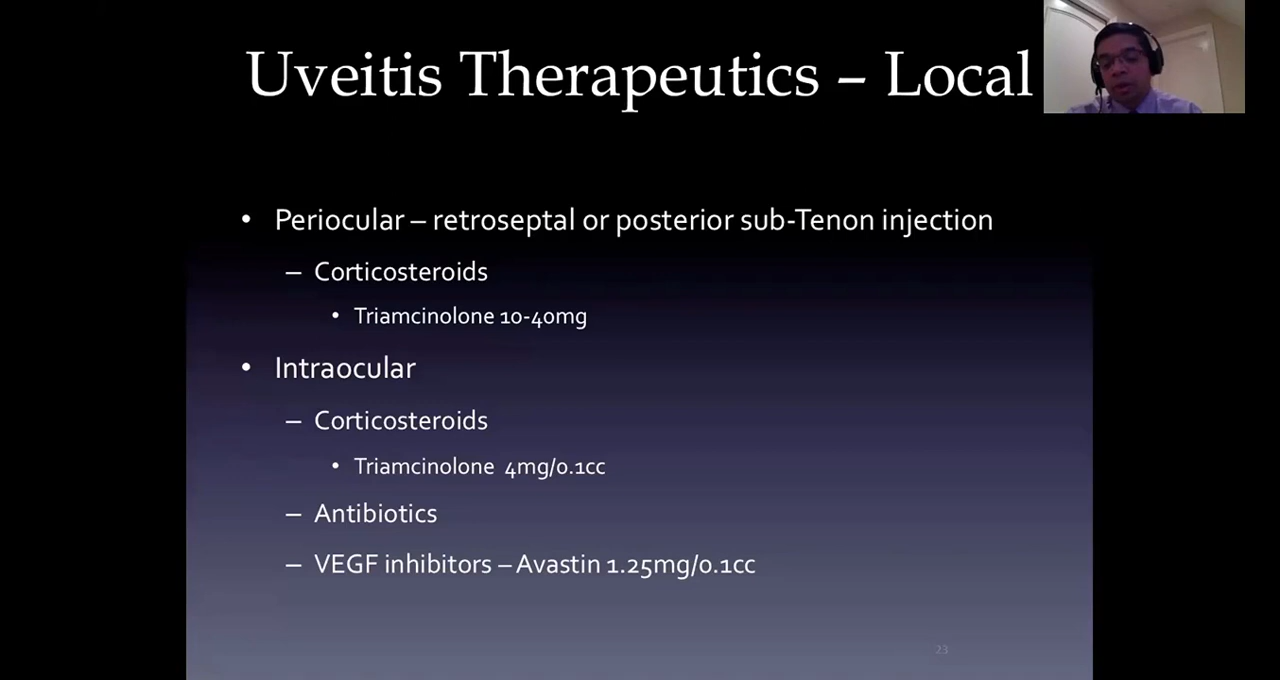 Uveitis Therapeutics – Local
• Periocular – retroseptal or posterior sub-Tenon injection
– Corticosteroids
• Triamcinolone 10-40mg
• Intraocular
– Corticosteroids
• Triamcinolone 4mg/0.1cc
– Antibiotics
– VEGF inhibitors – Avastin 1.25mg/0.1cc
23